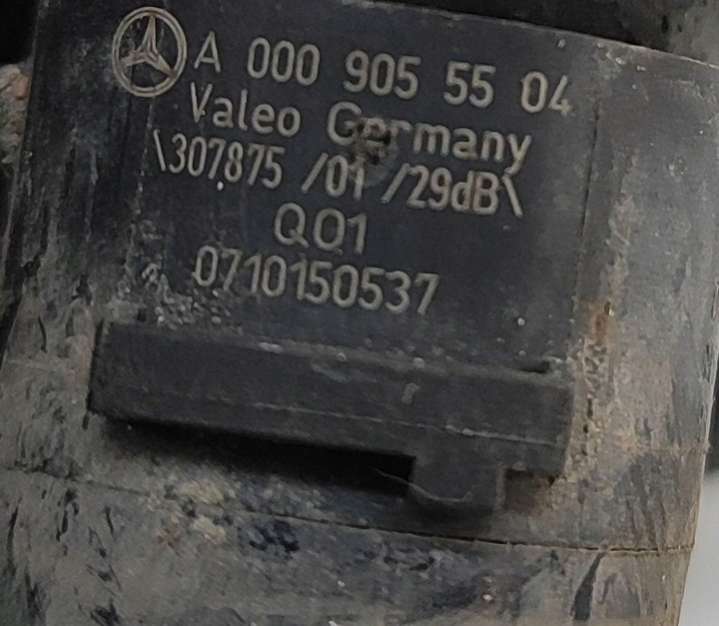 A 000 905 55 04
Valeo Germany
\307875 /01 /29dB\
Q01
0710150537